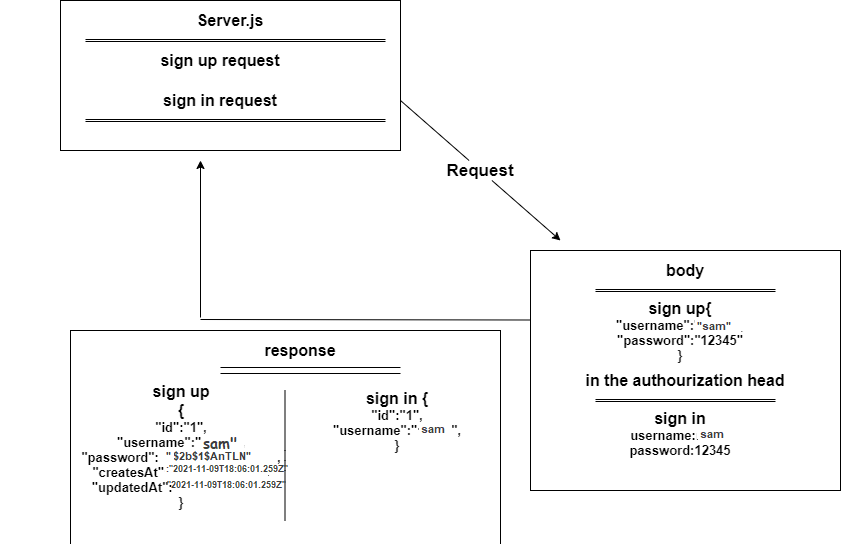 Server.js
sign up request
sign in request
Request
body
sign up{
"username": "sam"
"password":"12345"
}
in the authourization head
sign in
username: sam
password:12345
response
sign up
{
"id":"1",
"username":"sam"
"password": "$2b$1$AnTLN" ,
"createsAt" :"2021-11-09T18:06:01.259Z"
"updatedAt":"2021-11-09T18:06:01.259Z"
}
sign in {
"id":"1",
"username":" sam ",
}